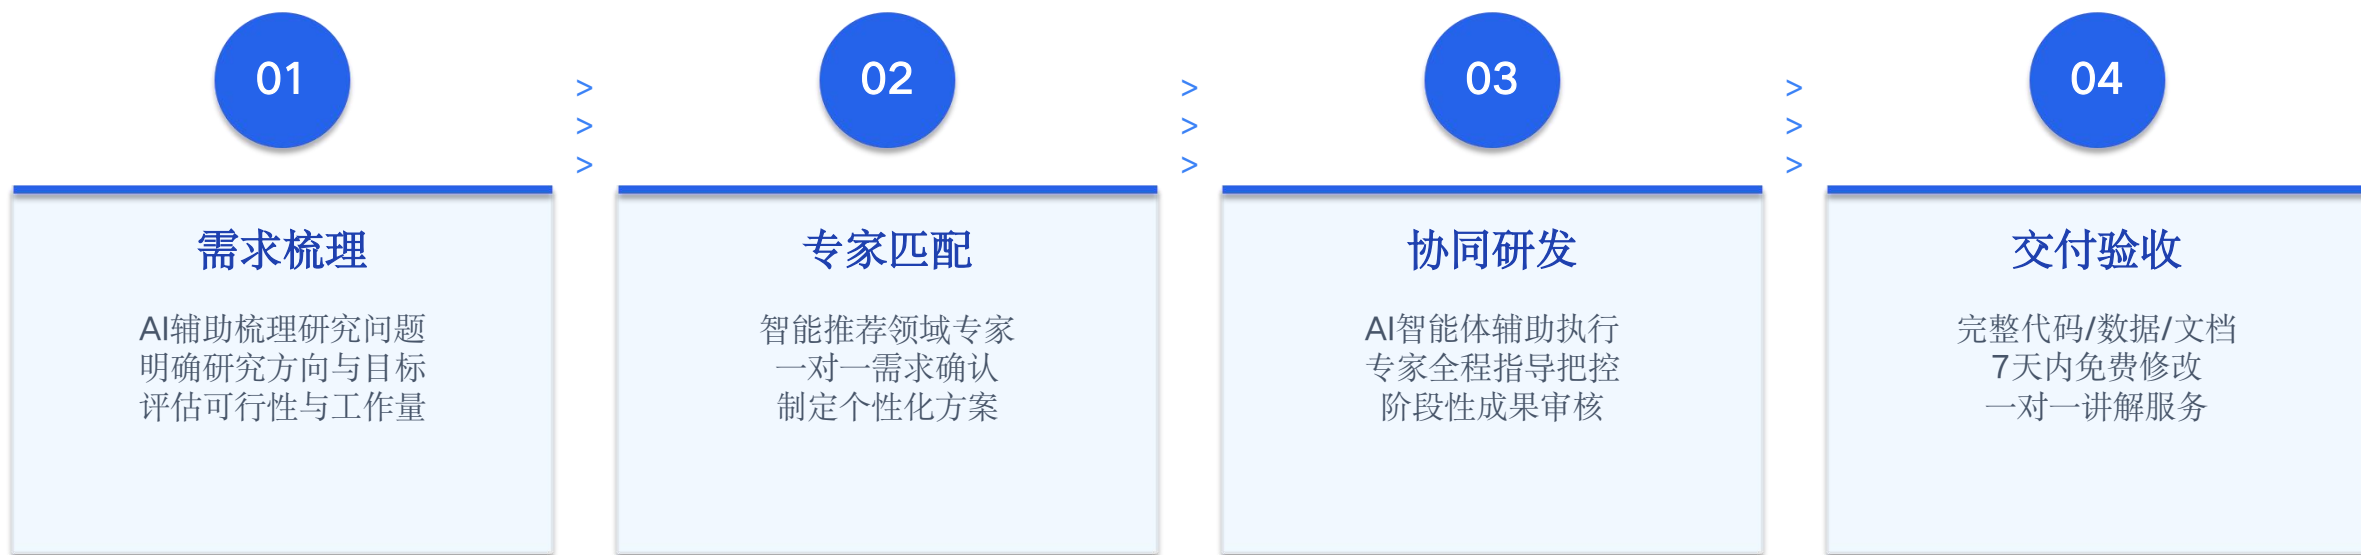 01
>
>
>
02
>
>
>
03
>
>
>
04
需求梳理
AI辅助梳理研究问题
明确研究方向与目标
评估可行性与工作量
专家匹配
智能推荐领域专家
一对一需求确认
制定个性化方案
协同研发
AI智能体辅助执行
专家全程指导把控
阶段性成果审核
交付验收
完整代码/数据/文档
7天内免费修改
一对一讲解服务